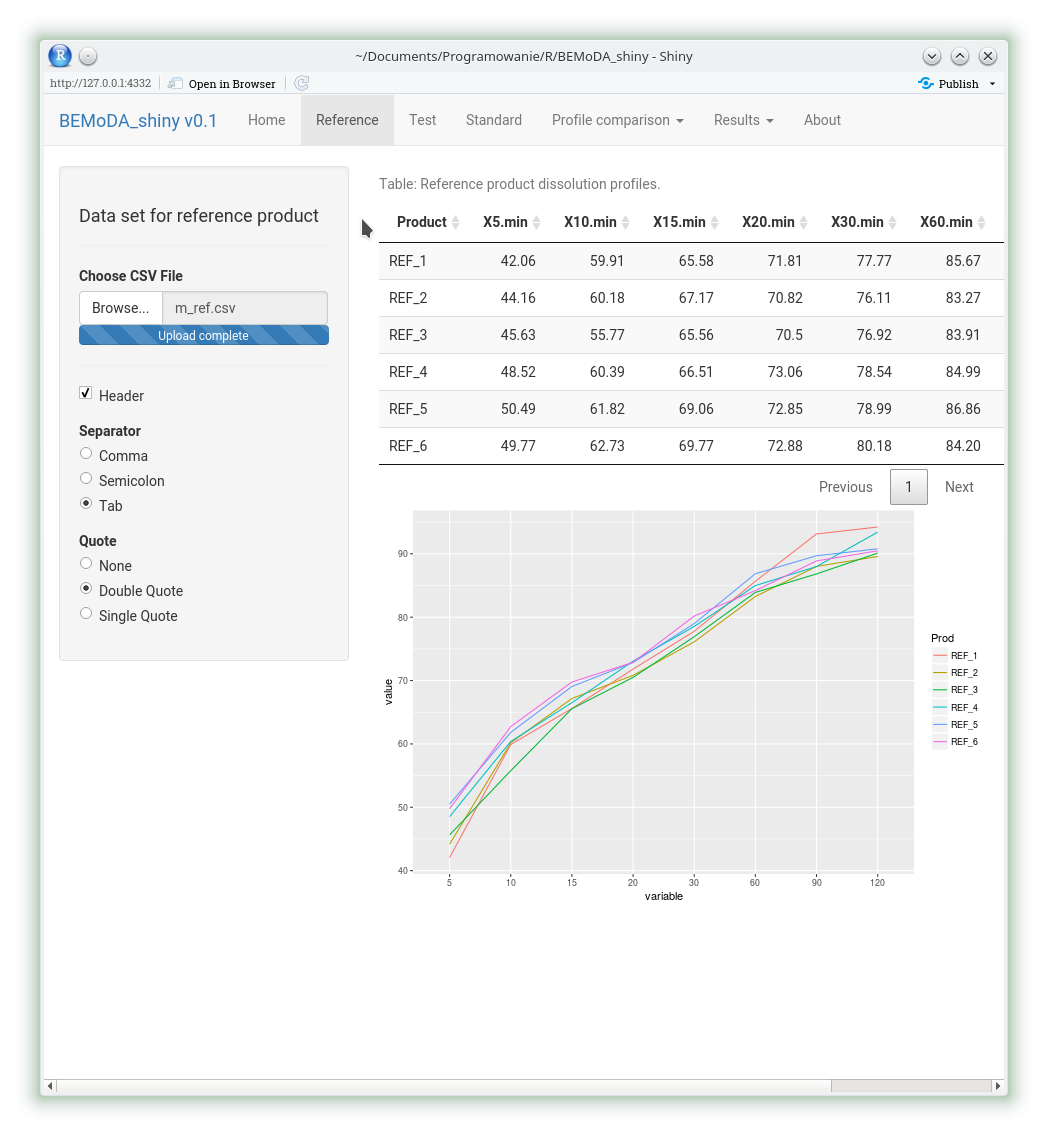 ~/Documents/Programowanie/R/BEMoDA_shiny - Shiny
http://127.0.0.1:4332 Open in Browser Publish
BEMoDA_shiny v0.1 Home Reference Test Standard Profile comparison Results About
Data set for reference product
Choose CSV File
Browse... m_ref.csv
Upload complete
Header
Separator
Comma
Semicolon
Tab
Quote
None
Double Quote
Single Quote
Table: Reference product dissolution profiles.
Product X5.min X10.min X15.min X20.min X30.min X60.min
REF_1 42.06 59.91 65.58 71.81 77.77 85.67
REF_2 44.16 60.18 67.17 70.82 76.11 83.27
REF_3 45.63 55.77 65.56 70.5 76.92 83.91
REF_4 48.52 60.39 66.51 73.06 78.54 84.99
REF_5 50.49 61.82 69.06 72.85 78.99 86.86
REF_6 49.77 62.73 69.77 72.88 80.18 84.20
Previous 1 Next
value
90
80
70
60
50
40
5 10 15 20 30 60 90 120
variable
Prod
REF_1
REF_2
REF_3
REF_4
REF_5
REF_6